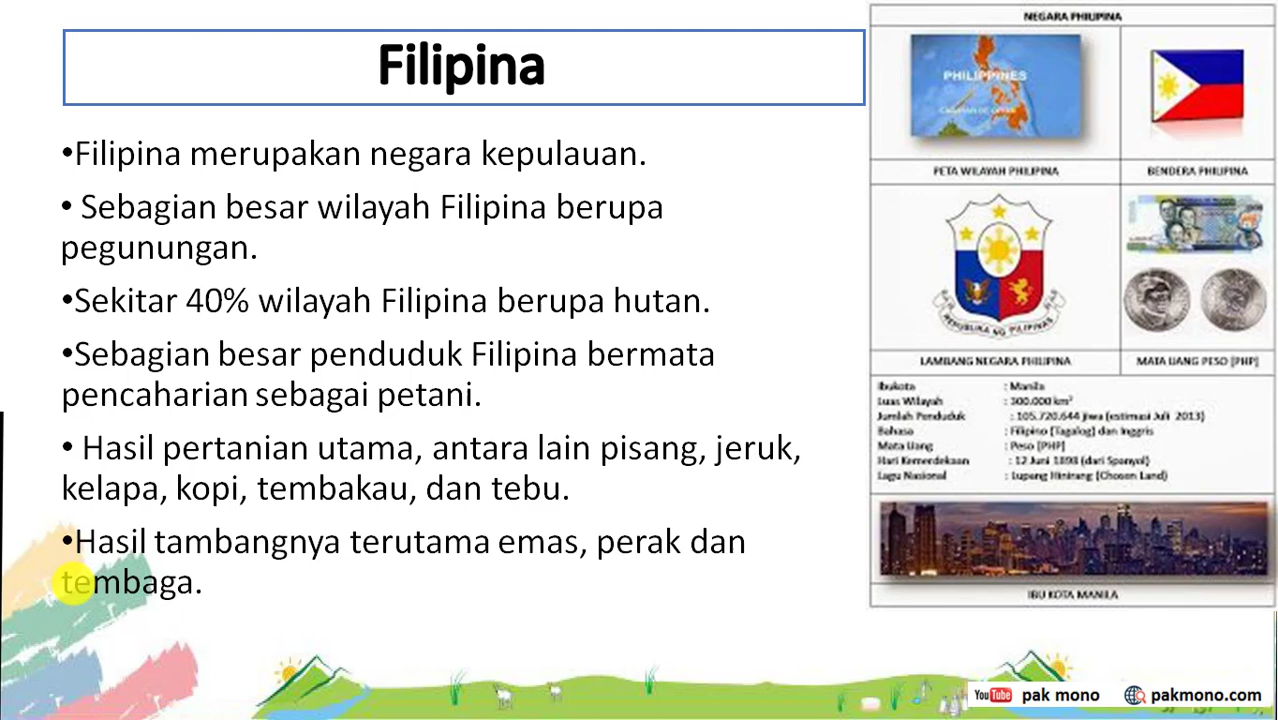 Filipina
•Filipina merupakan negara kepulauan.
• Sebagian besar wilayah Filipina berupa
pegunungan.
•Sekitar 40% wilayah Filipina berupa hutan.
•Sebagian besar penduduk Filipina bermata
pencaharian sebagai petani.
• Hasil pertanian utama, antara lain pisang, jeruk,
kelapa, kopi, tembakau, dan tebu.
•Hasil tambangnya terutama emas, perak dan
tembaga.
NEGARA PHILIPINA
PHILIPPINES
PETA WILAYAH PHILIPINA
BENDERA PHILIPINA
REPUBLIKA NG PILIPINAS
LAMBANG NEGARA PHILIPINA
MATA UANG PESO [PHP]
Ibukota : Manila
Luas Wilayah : 300.000 km²
Jumlah Penduduk : 105.720.644 jiwa (estimasi Juli 2013)
Bahasa : Filipino (Tagalog) dan Inggris
Mata Uang : Peso [PHP]
Hari Kemerdekaan : 12 Juni 1898 (dari Spanyol)
Lagu Nasional : Lupang Hinirang (Chosen Land)
IBU KOTA MANILA
YouTube pak mono pakmono.com